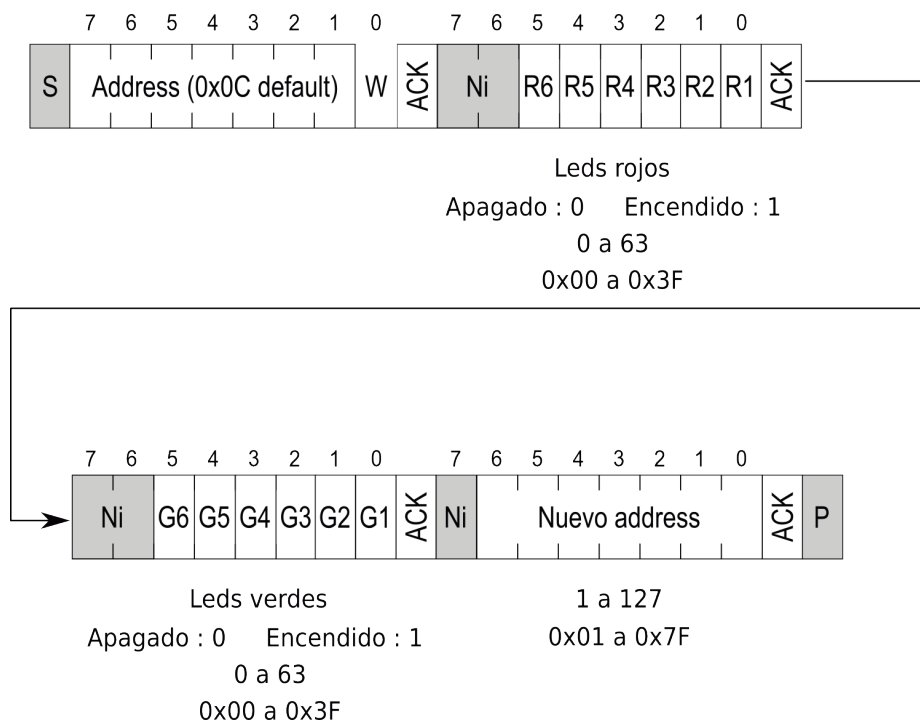 7 6 5 4 3 2 1 0 7 6 5 4 3 2 1 0
S Address (0x0C default) W ACK Ni R6 R5 R4 R3 R2 R1 ACK
Leds rojos
Apagado : 0 Encendido : 1
0 a 63
0x00 a 0x3F
7 6 5 4 3 2 1 0 7 6 5 4 3 2 1 0
Ni G6 G5 G4 G3 G2 G1 ACK Ni Nuevo address ACK P
Leds verdes 1 a 127
Apagado : 0 Encendido : 1 0x01 a 0x7F
0 a 63
0x00 a 0x3F